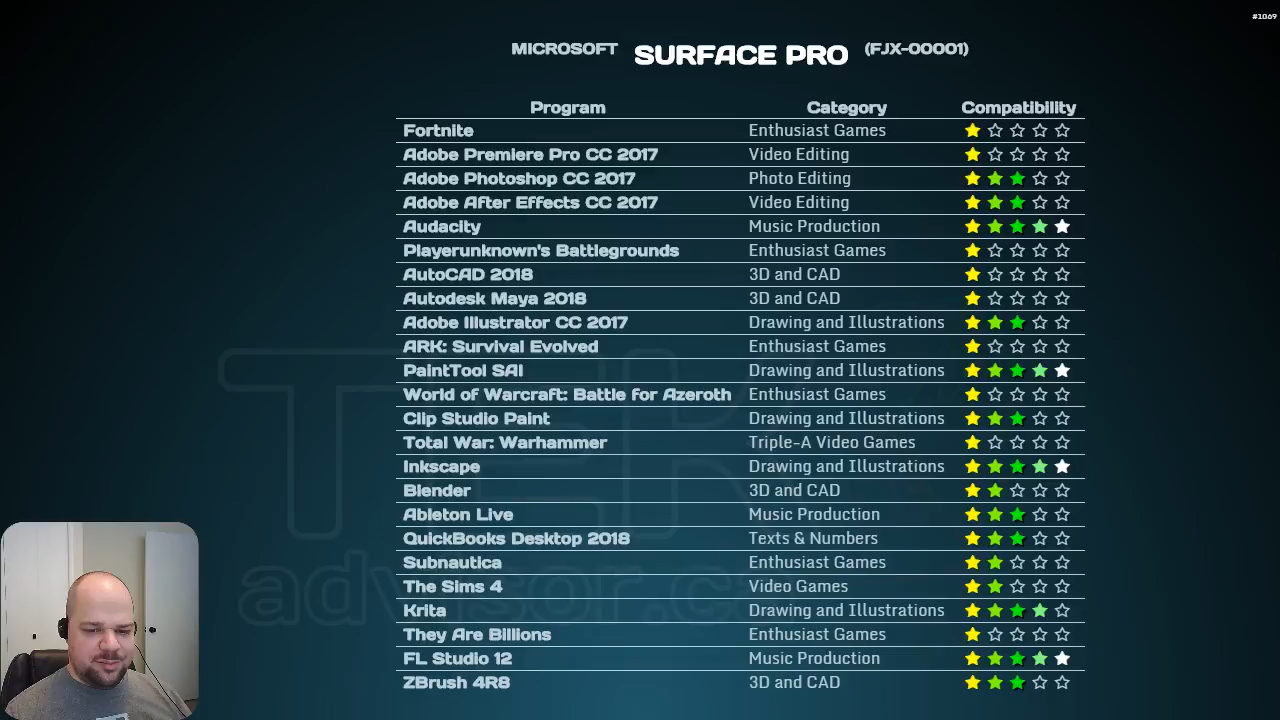 #1069
MICROSOFT SURFACE PRO (FJX-00001)
Program Category Compatibility
Fortnite Enthusiast Games
Adobe Premiere Pro CC 2017 Video Editing
Adobe Photoshop CC 2017 Photo Editing
Adobe After Effects CC 2017 Video Editing
Audacity Music Production
Playerunknown's Battlegrounds Enthusiast Games
AutoCAD 2018 3D and CAD
Autodesk Maya 2018 3D and CAD
Adobe Illustrator CC 2017 Drawing and Illustrations
ARK: Survival Evolved Enthusiast Games
PaintTool SAI Drawing and Illustrations
World of Warcraft: Battle for Azeroth Enthusiast Games
Clip Studio Paint Drawing and Illustrations
Total War: Warhammer Triple-A Video Games
Inkscape Drawing and Illustrations
Blender 3D and CAD
Ableton Live Music Production
QuickBooks Desktop 2018 Texts & Numbers
Subnautica Enthusiast Games
The Sims 4 Video Games
Krita Drawing and Illustrations
They Are Billions Enthusiast Games
FL Studio 12 Music Production
ZBrush 4R8 3D and CAD